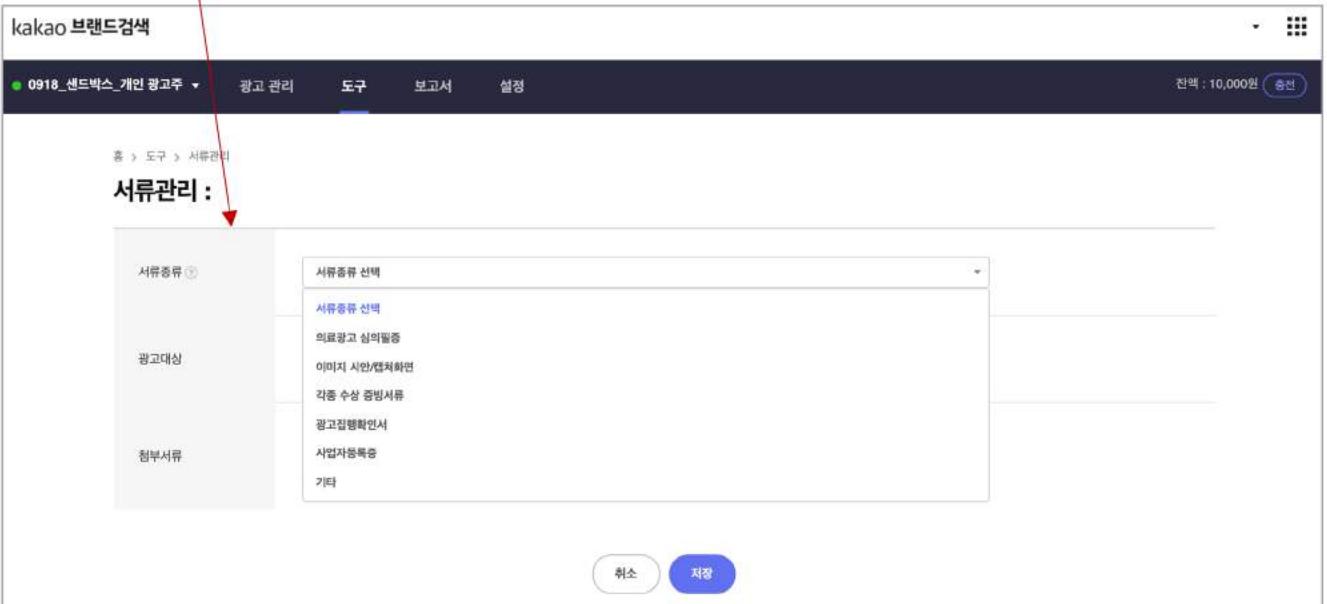 kakao 브랜드검색
0918_샌드박스_개인 광고주 광고 관리 도구 보고서 설정 잔액 : 10,000원 충전
홈 > 도구 > 서류관리
서류관리 :
서류종류 ? 서류종류 선택
서류종류 선택
의료광고 심의필증
광고대상
이미지 시안/캡쳐화면
각종 수상 증빙서류
광고집행확인서
첨부서류
사업자등록증
기타
취소 저장